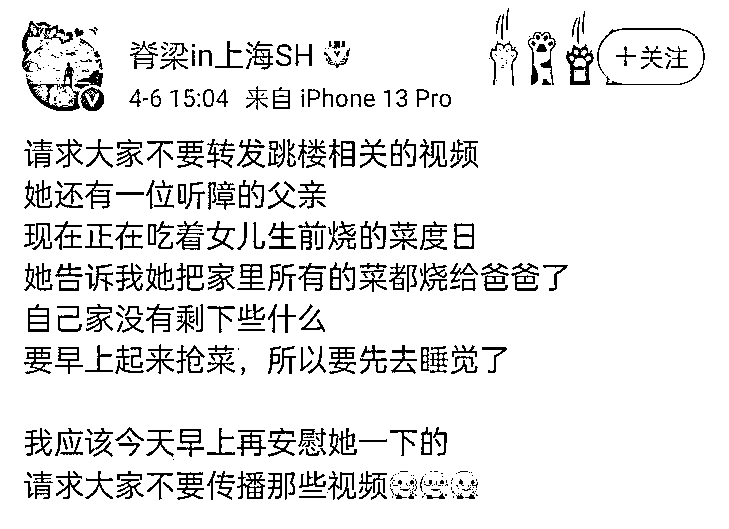 脊梁in上海SH
+关注
4-6 15:04 来自 iPhone 13 Pro
请求大家不要转发跳楼相关的视频
她还有一位听障的父亲
现在正在吃着女儿生前烧的菜度日
她告诉我她把家里所有的菜都烧给爸爸了
自己家没有剩下些什么
要早上起来抢菜，所以要先去睡觉了
我应该今天早上再安慰她一下的
请求大家不要传播那些视频